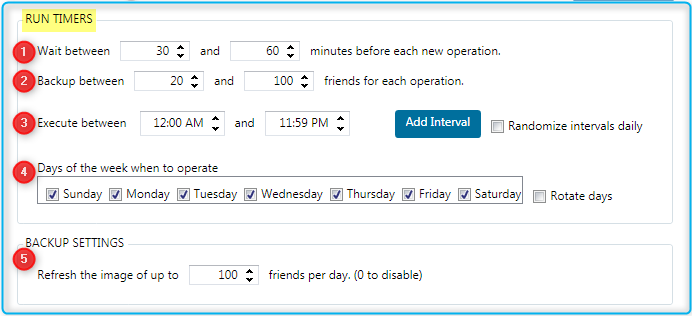 RUN TIMERS
1 Wait between 30 and 60 minutes before each new operation.
2 Backup between 20 and 100 friends for each operation.
3 Execute between 12:00 AM and 11:59 PM Add Interval Randomize intervals daily
4 Days of the week when to operate
Sunday Monday Tuesday Wednesday Thursday Friday Saturday Rotate days
BACKUP SETTINGS
5
Refresh the image of up to 100 friends per day. (0 to disable)